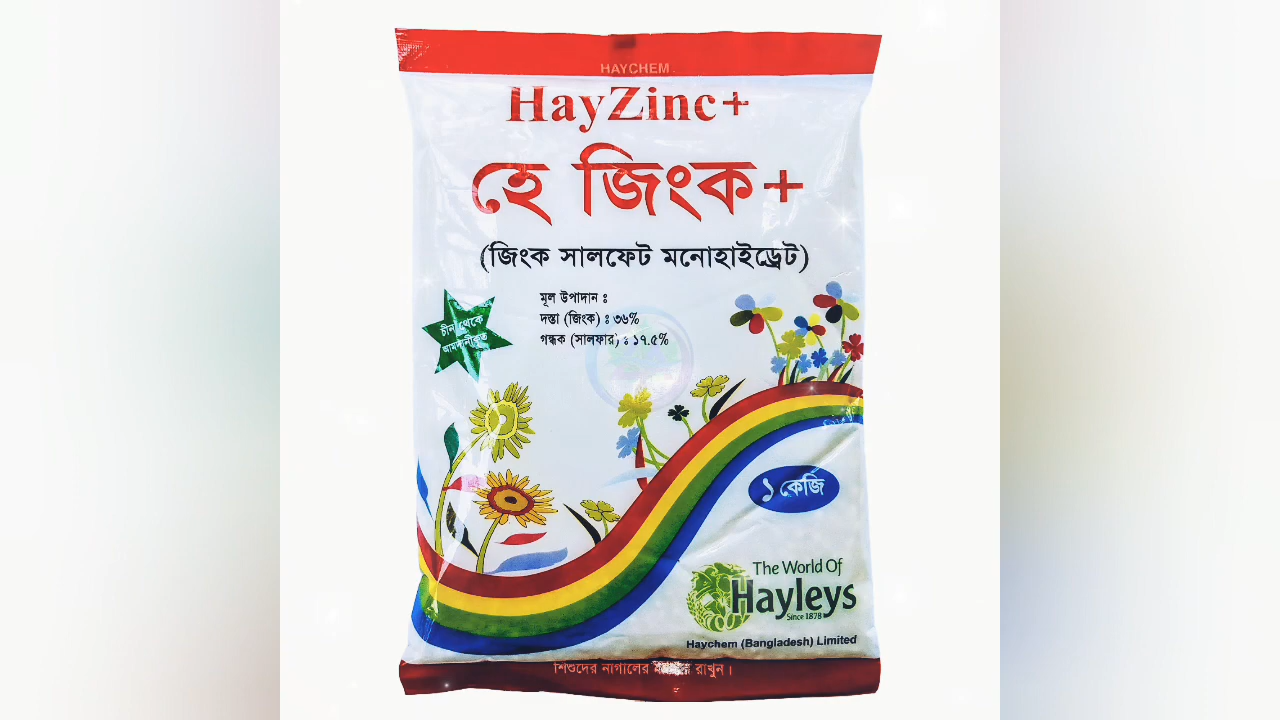 HAYCHEM
HayZinc+
হে জিংক+
(জিংক সালফেট মনোহাইড্রেট)
মূল উপাদান ঃ
দস্তা (জিংক) ঃ ৩৬%
গন্ধক (সালফার) ঃ ১৭.৫%
চীন থেকে
আমদানীকৃত
১ কেজি
The World Of
Hayleys
Since 1878
Haychem (Bangladesh) Limited
শিশুদের নাগালের রাখুন।